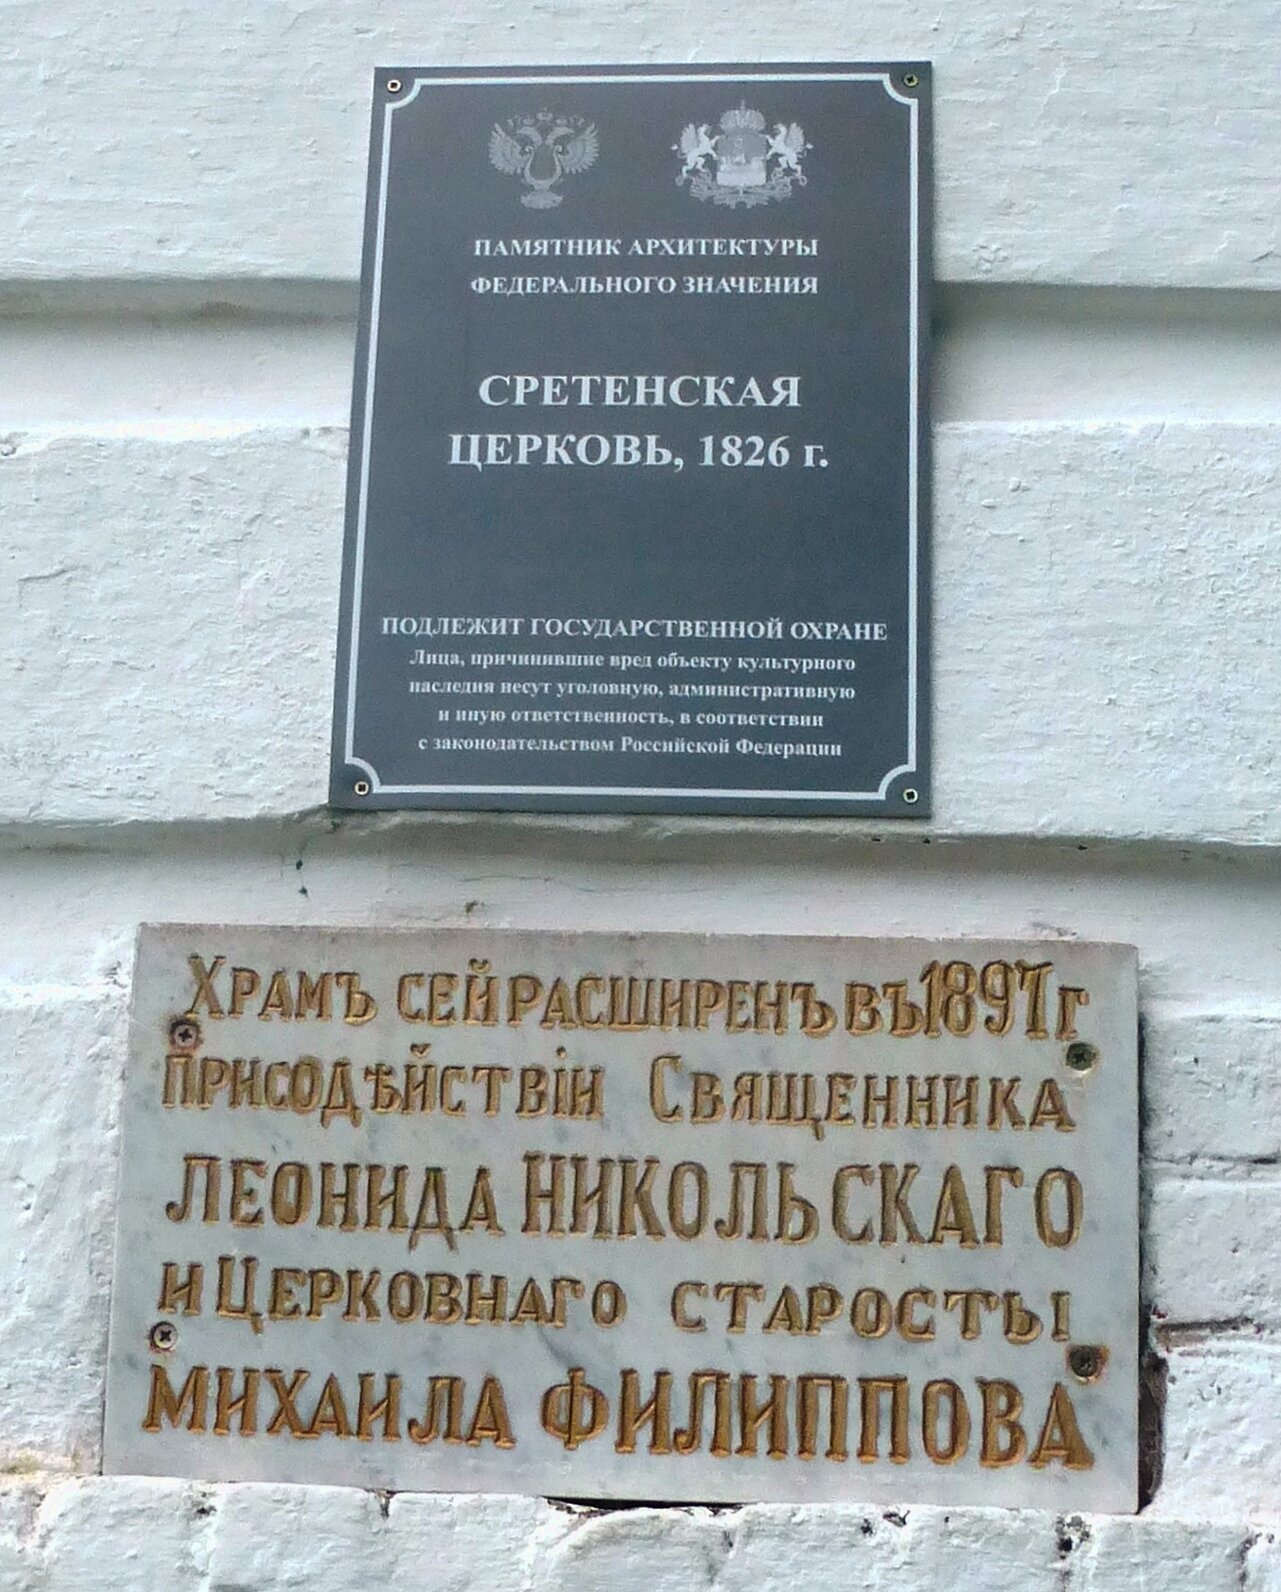 ПАМЯТНИК АРХИТЕКТУРЫ
ФЕДЕРАЛЬНОГО ЗНАЧЕНИЯ
СРЕТЕНСКАЯ
ЦЕРКОВЬ, 1826 г.
ПОДЛЕЖИТ ГОСУДАРСТВЕННОЙ ОХРАНЕ
Лица, причинившие вред объекту культурного
наследия несут уголовную, административную
и иную ответственность, в соответствии
с законодательством Российской Федерации
ХРАМЪ СЕЙ РАСШИРЕНЪ ВЪ 1897 Г
ПРИ СОДѢЙСТВІИ СВЯЩЕННИКА
ЛЕОНИДА НИКОЛЬСКАГО
И ЦЕРКОВНАГО СТАРОСТЫ
МИХАИЛА ФИЛИППОВА